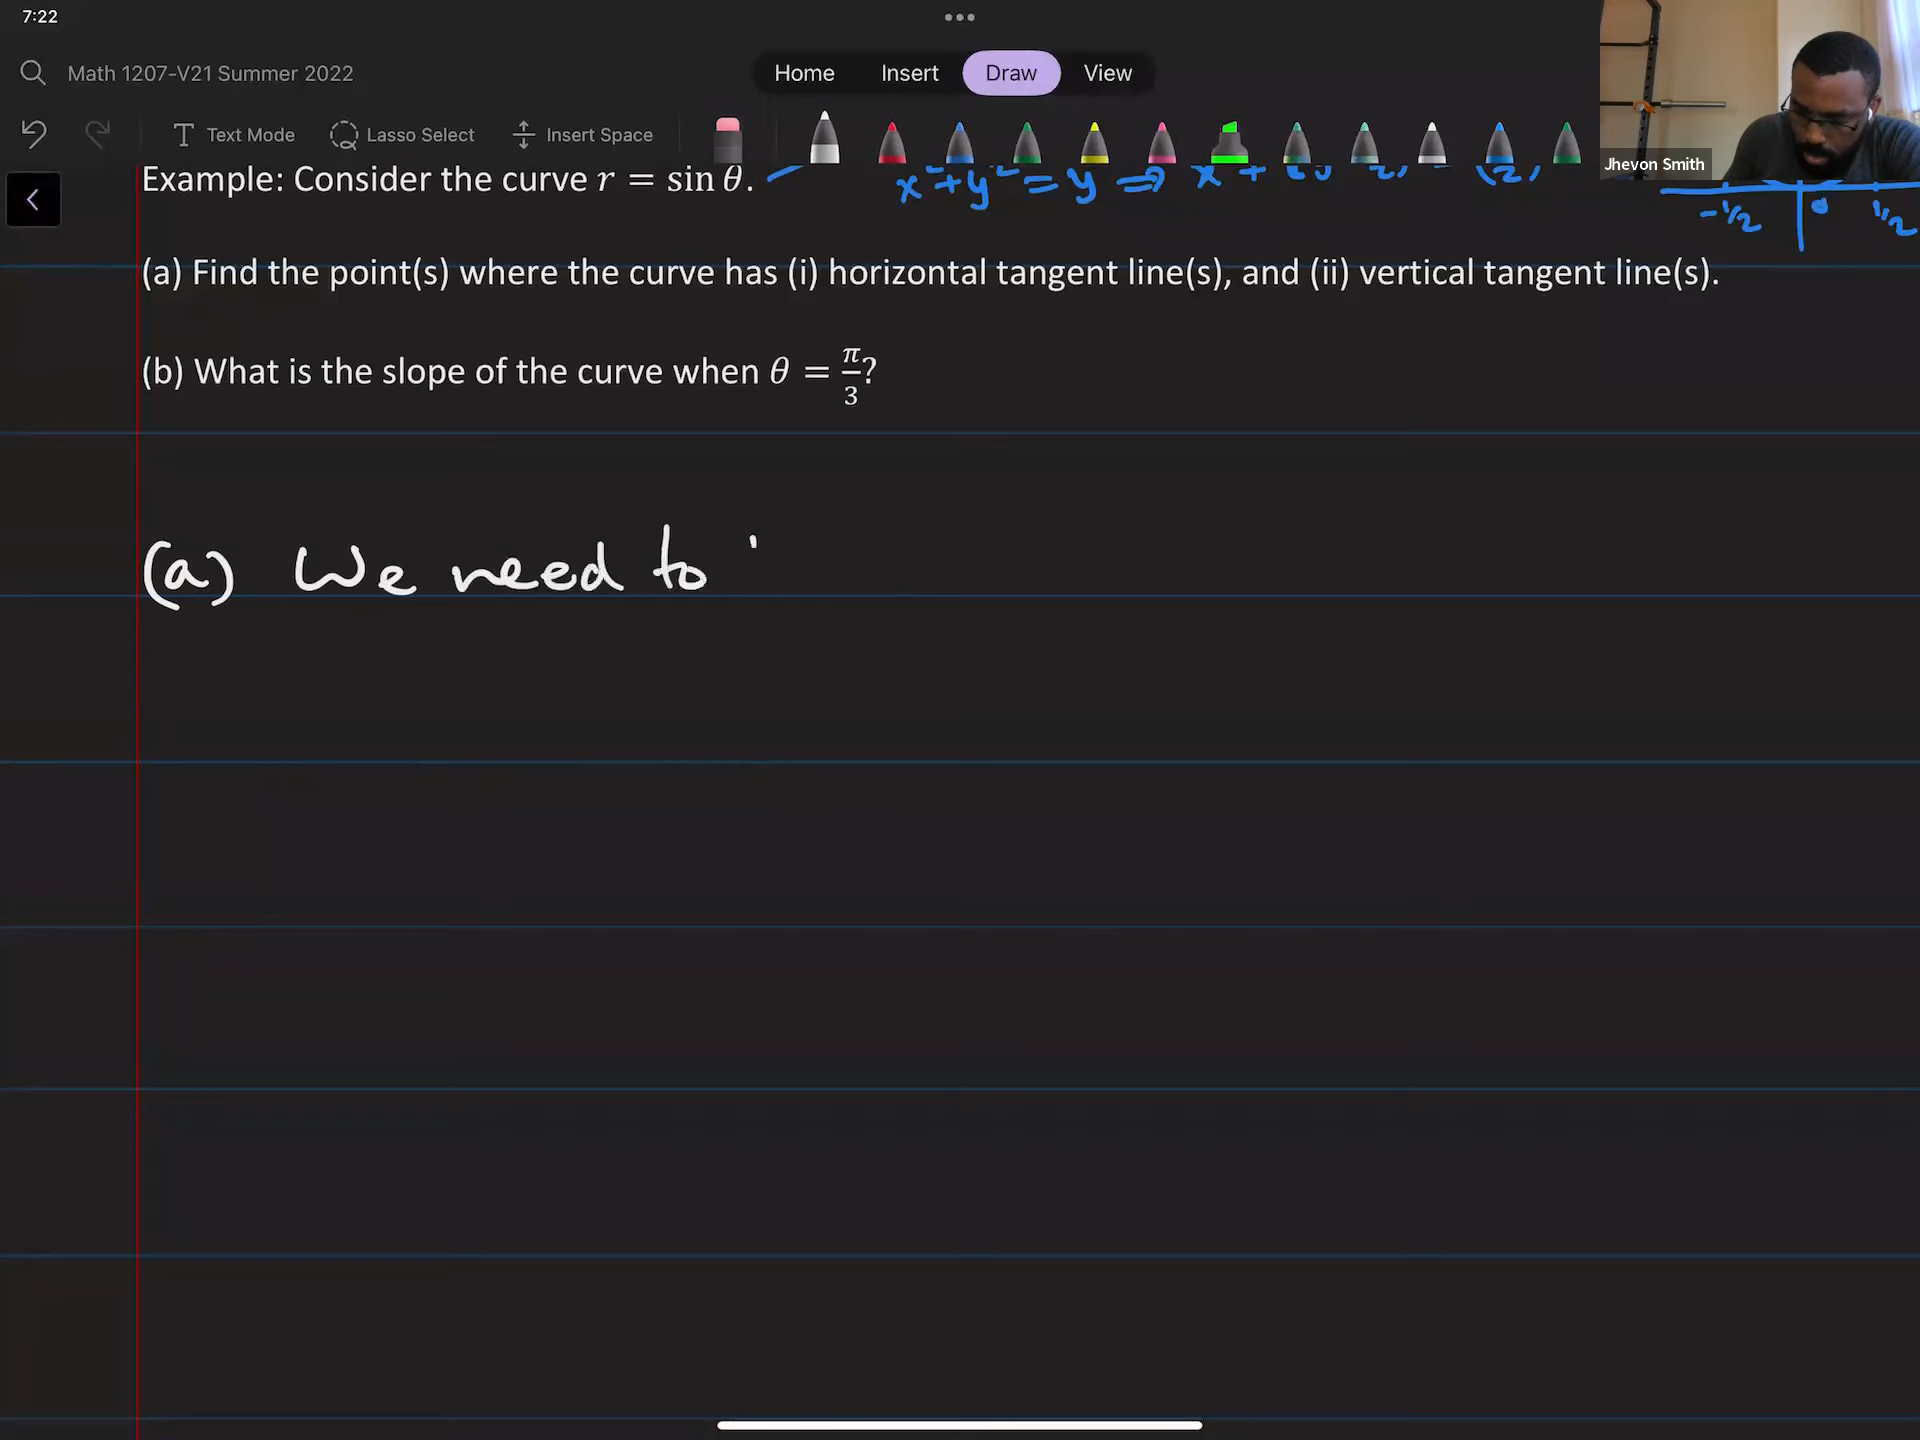 7:22
Math 1207-V21 Summer 2022
Home Insert Draw View
Text Mode Lasso Select Insert Space
Jhevon Smith
Example: Consider the curve r = sin θ.
x² + y² = y ⇒ x
-1/2 0 1/2
(a) Find the point(s) where the curve has (i) horizontal tangent line(s), and (ii) vertical tangent line(s).
(b) What is the slope of the curve when θ = π/3?
(a) We need to